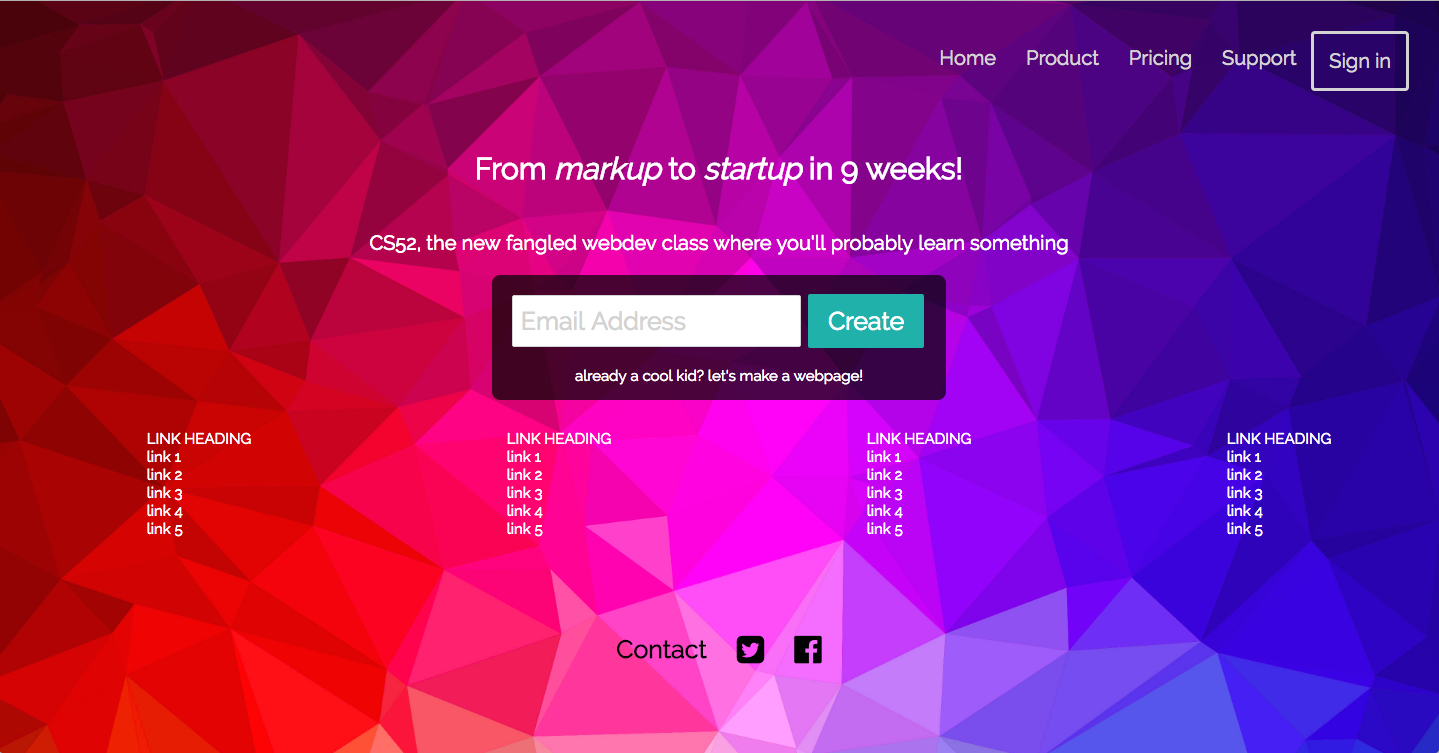 Home Product Pricing Support Sign in
From markup to startup in 9 weeks!
CS52, the new fangled webdev class where you'll probably learn something
Email Address Create
already a cool kid? let's make a webpage!
LINK HEADING
link 1
link 2
link 3
link 4
link 5
LINK HEADING
link 1
link 2
link 3
link 4
link 5
LINK HEADING
link 1
link 2
link 3
link 4
link 5
LINK HEADING
link 1
link 2
link 3
link 4
link 5
Contact